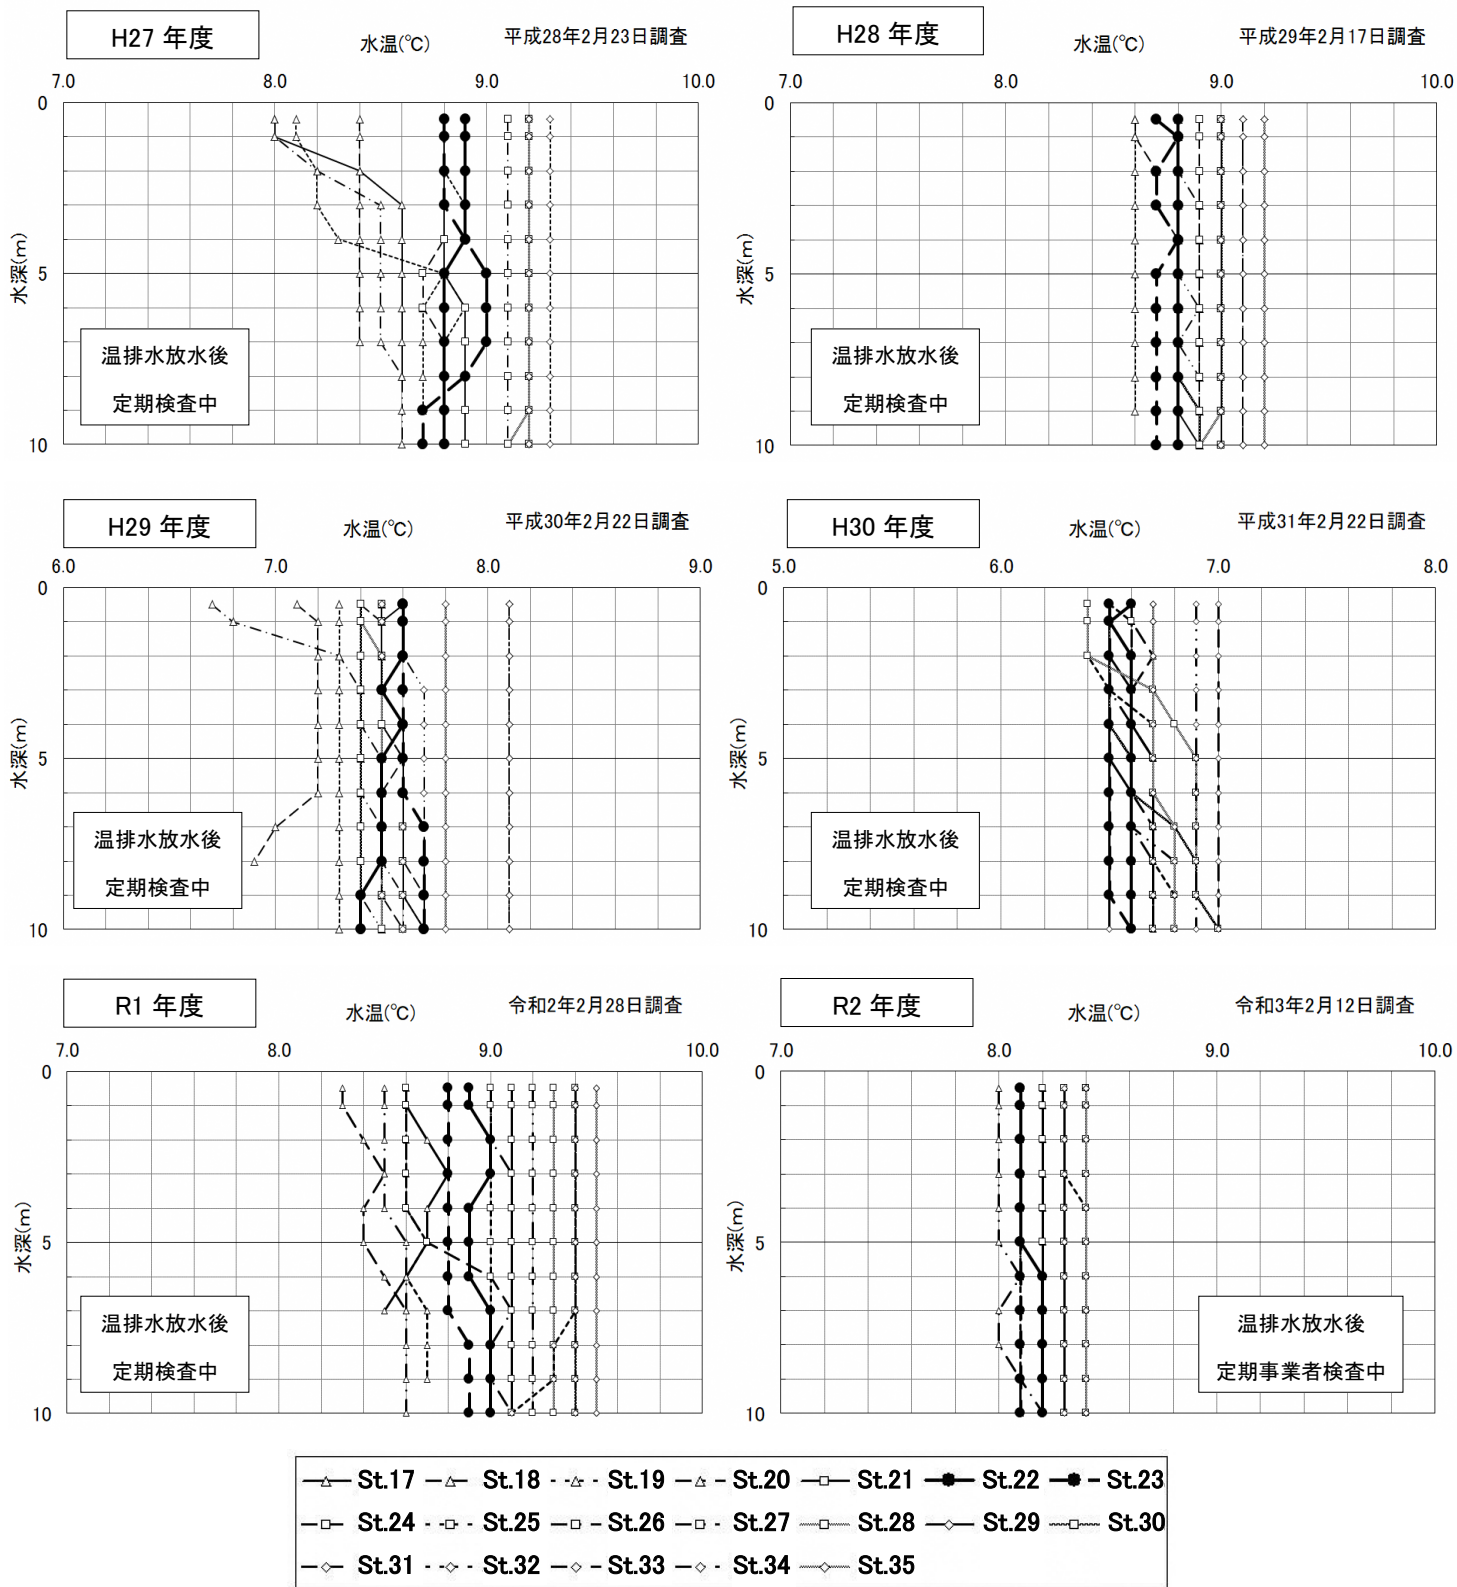 H27 年度
水温(℃)
平成28年2月23日調査
7.0 8.0 9.0 10.0
0
5
10
水深(m)
温排水放水後
定期検査中
H28 年度
水温(℃)
平成29年2月17日調査
7.0 8.0 9.0 10.0
0
5
10
水深(m)
温排水放水後
定期検査中
H29 年度
水温(℃)
平成30年2月22日調査
6.0 7.0 8.0 9.0
0
5
10
水深(m)
温排水放水後
定期検査中
H30 年度
水温(℃)
平成31年2月22日調査
5.0 6.0 7.0 8.0
0
5
10
水深(m)
温排水放水後
定期検査中
R1 年度
水温(℃)
令和2年2月28日調査
7.0 8.0 9.0 10.0
0
5
10
水深(m)
温排水放水後
定期検査中
R2 年度
水温(℃)
令和3年2月12日調査
7.0 8.0 9.0 10.0
0
5
10
水深(m)
温排水放水後
定期事業者検査中
St.17 St.18 St.19 St.20 St.21 St.22 St.23
St.24 St.25 St.26 St.27 St.28 St.29 St.30
St.31 St.32 St.33 St.34 St.35